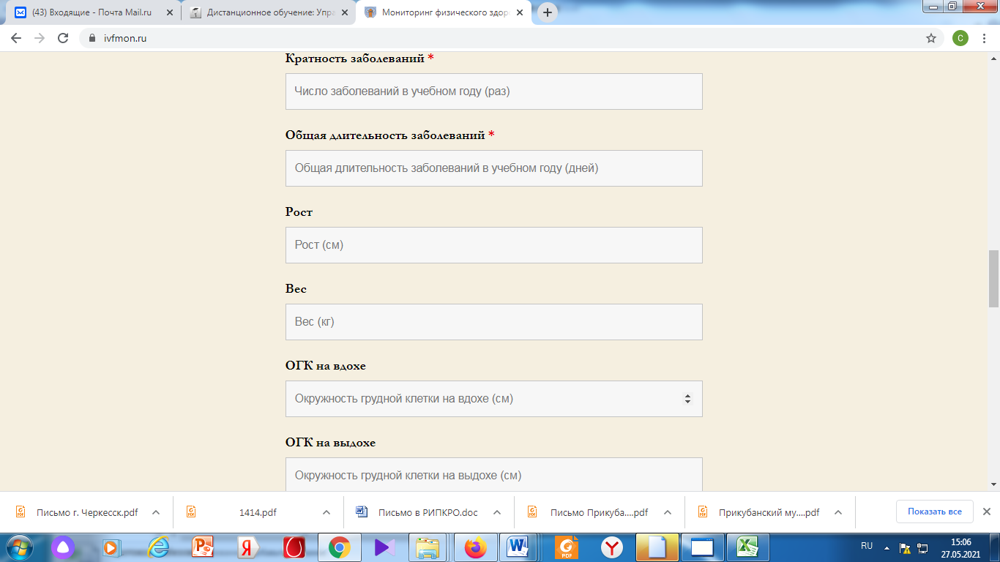 (43) Входящие - Почта Mail.ru
Дистанционное обучение: Упра
Мониторинг физического здор
ivfmon.ru
C
Кратность заболеваний *
Число заболеваний в учебном году (раз)
Общая длительность заболеваний *
Общая длительность заболеваний в учебном году (дней)
Рост
Рост (см)
Вес
Вес (кг)
ОГК на вдохе
Окружность грудной клетки на вдохе (см)
ОГК на выдохе
Окружность грудной клетки на выдохе (см)
Письмо г. Черкесск.pdf
1414.pdf
Письмо в РИПКРО.doc
Письмо Прикуба....pdf
Прикубанский му....pdf
Показать все
RU
15:06
27.05.2021